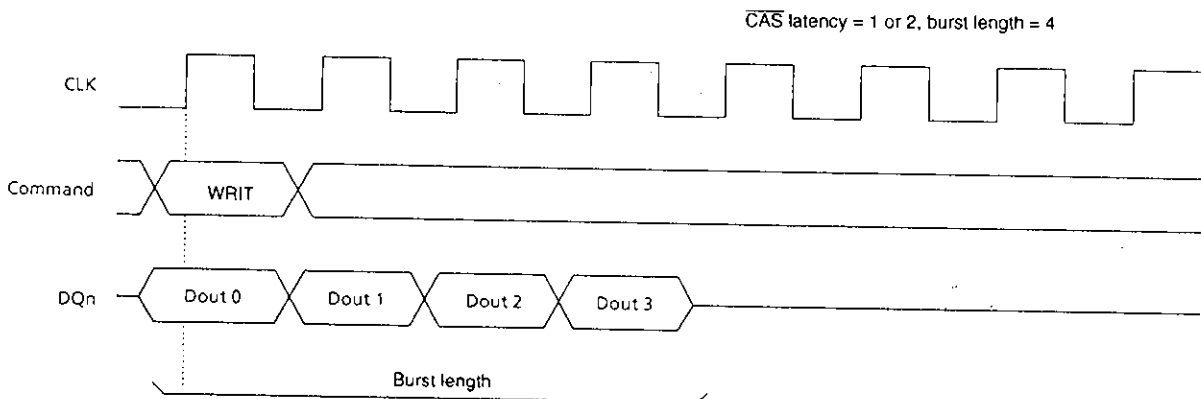 C̅A̅S̅ latency = 1 or 2, burst length = 4
CLK
Command WRIT
DQn Dout 0 Dout 1 Dout 2 Dout 3
Burst length